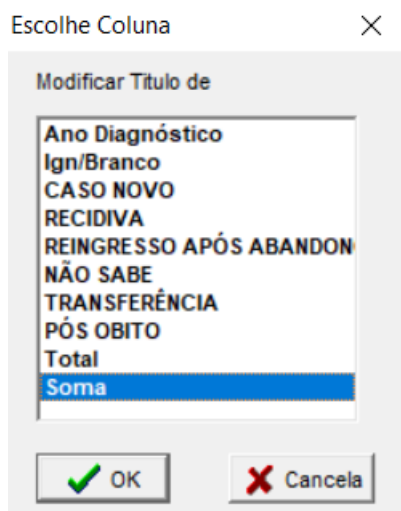 Escolhe Coluna
Modificar Titulo de
Ano Diagnóstico
Ign/Branco
CASO NOVO
RECIDIVA
REINGRESSO APÓS ABANDON
NÃO SABE
TRANSFERÊNCIA
PÓS OBITO
Total
Soma
OK
Cancela